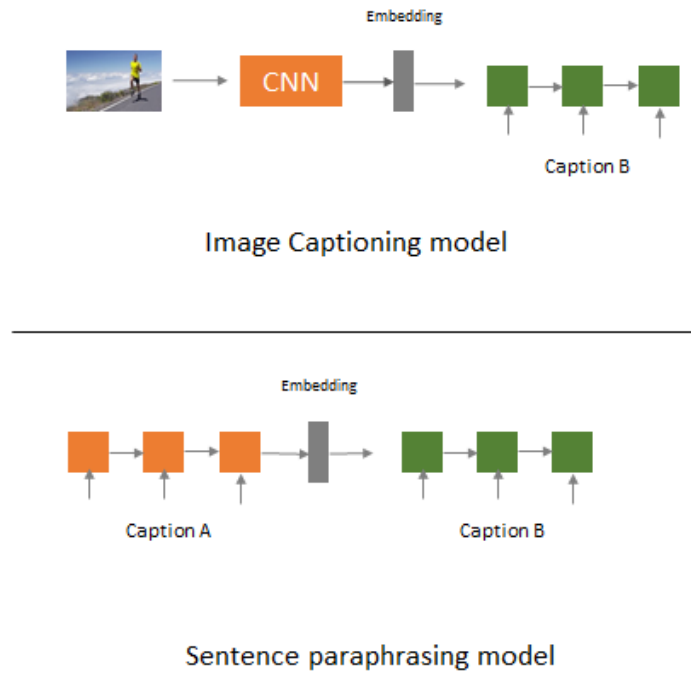 Embedding
CNN
Caption B
Image Captioning model
Embedding
Caption A
Caption B
Sentence paraphrasing model